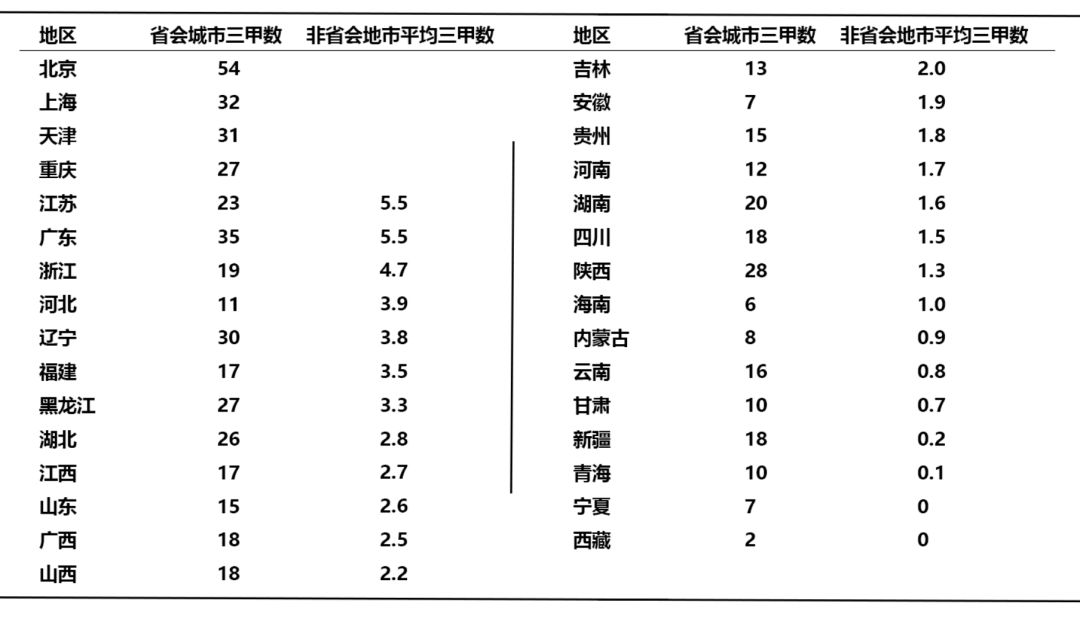 地区 省会城市三甲数 非省会地市平均三甲数 地区 省会城市三甲数 非省会地市平均三甲数
北京 54 吉林 13 2.0
上海 32 安徽 7 1.9
天津 31 贵州 15 1.8
重庆 27 河南 12 1.7
江苏 23 5.5 湖南 20 1.6
广东 35 5.5 四川 18 1.5
浙江 19 4.7 陕西 28 1.3
河北 11 3.9 海南 6 1.0
辽宁 30 3.8 内蒙古 8 0.9
福建 17 3.5 云南 16 0.8
黑龙江 27 3.3 甘肃 10 0.7
湖北 26 2.8 新疆 18 0.2
江西 17 2.7 青海 10 0.1
山东 15 2.6 宁夏 7 0
广西 18 2.5 西藏 2 0
山西 18 2.2